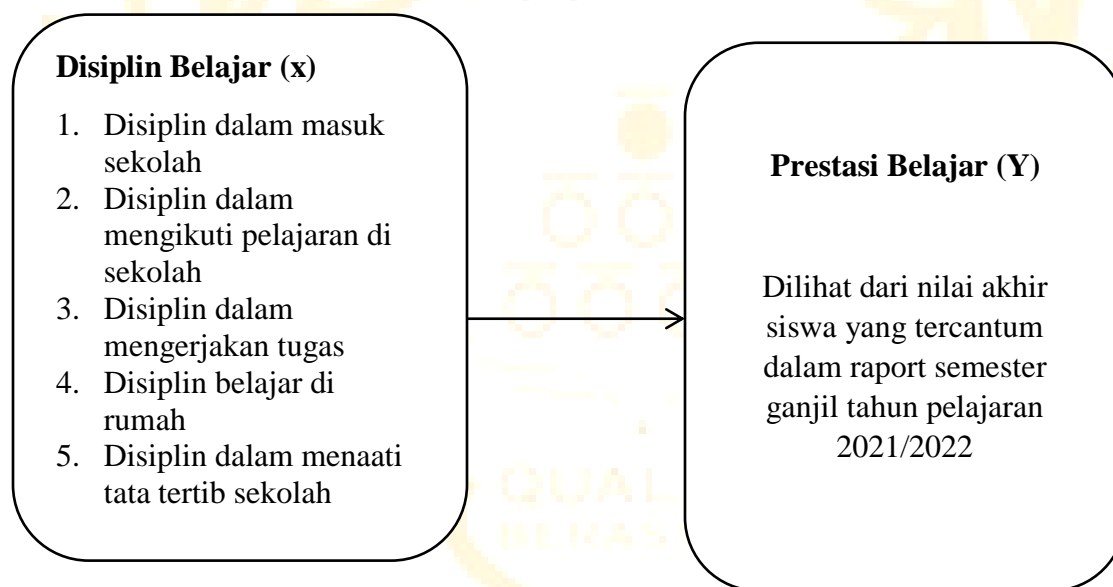 Disiplin Belajar (x)
1. Disiplin dalam masuk
sekolah
2. Disiplin dalam
mengikuti pelajaran di
sekolah
3. Disiplin dalam
mengerjakan tugas
4. Disiplin belajar di
rumah
5. Disiplin dalam menaati
tata tertib sekolah
Prestasi Belajar (Y)
Dilihat dari nilai akhir
siswa yang tercantum
dalam raport semester
ganjil tahun pelajaran
2021/2022